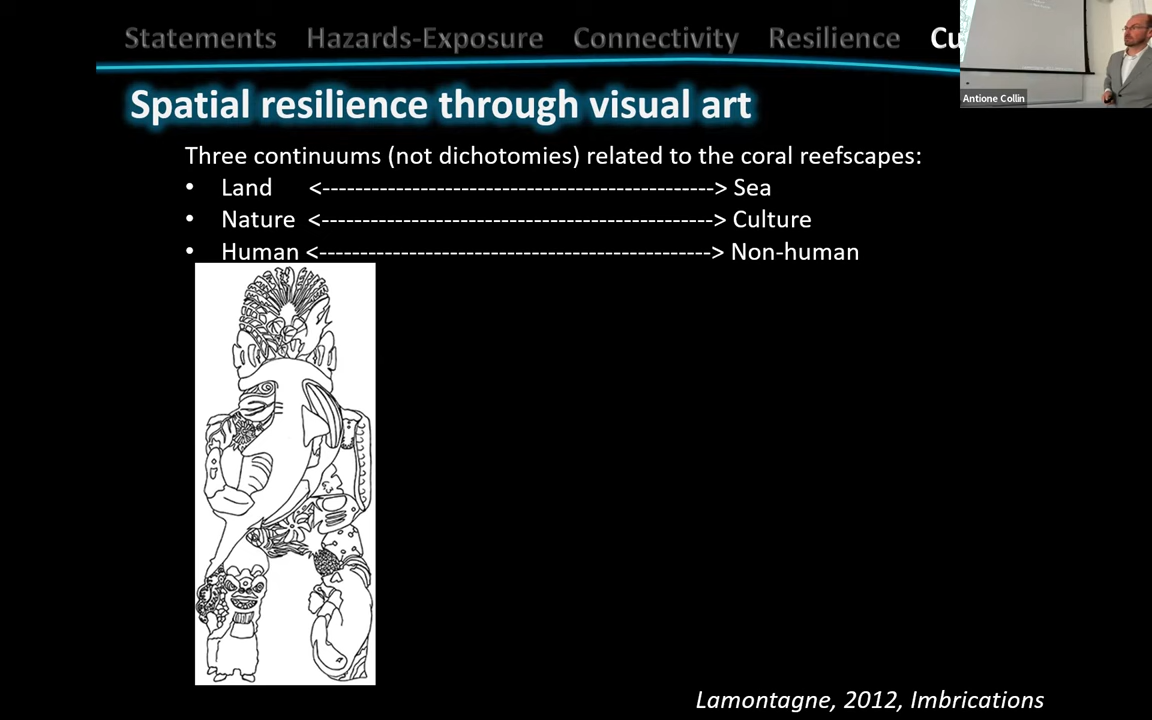 Statements Hazards-Exposure Connectivity Resilience Cu
Antione Collin
Spatial resilience through visual art
Three continuums (not dichotomies) related to the coral reefscapes:
• Land <------------------------------------------------> Sea
• Nature <------------------------------------------------> Culture
• Human <-------------------------------------------------> Non-human
Lamontagne, 2012, Imbrications